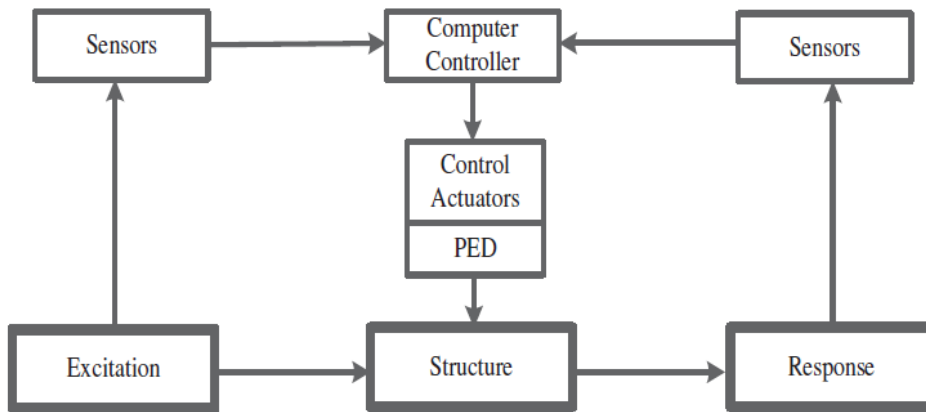 Sensors
Computer
Controller
Sensors
Control
Actuators
PED
Excitation
Structure
Response